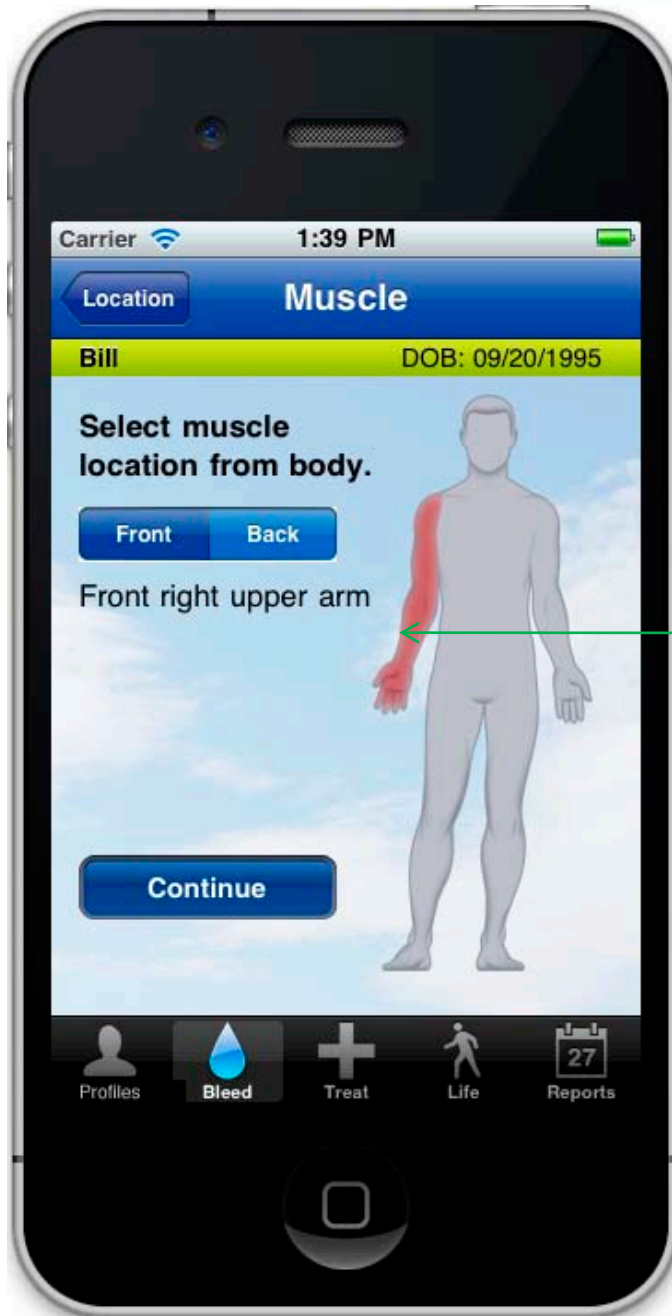 Carrier 1:39 PM
Location Muscle
Bill DOB: 09/20/1995
Select muscle
location from body.
Front Back
Front right upper arm
Continue
27
Profiles Bleed Treat Life Reports